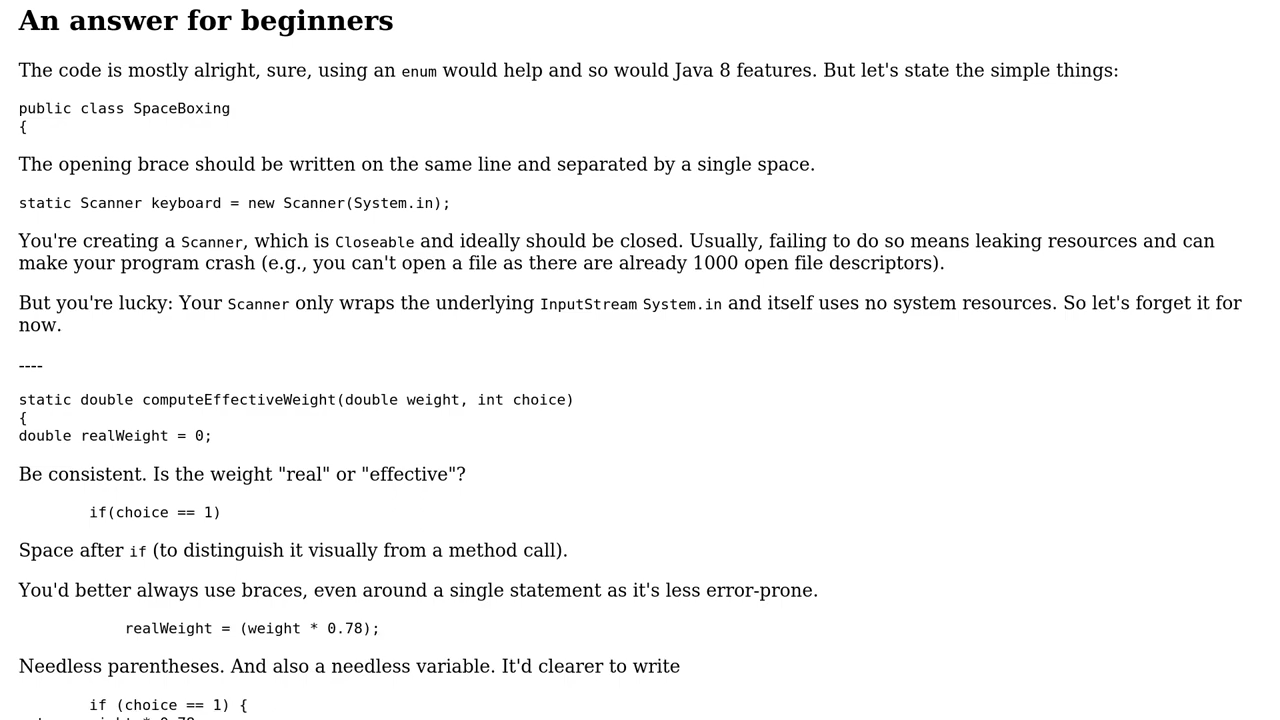 An answer for beginners
The code is mostly alright, sure, using an enum would help and so would Java 8 features. But let's state the simple things:
public class SpaceBoxing
{
The opening brace should be written on the same line and separated by a single space.
static Scanner keyboard = new Scanner(System.in);
You're creating a Scanner, which is Closeable and ideally should be closed. Usually, failing to do so means leaking resources and can
make your program crash (e.g., you can't open a file as there are already 1000 open file descriptors).
But you're lucky: Your Scanner only wraps the underlying InputStream System.in and itself uses no system resources. So let's forget it for
now.
----
static double computeEffectiveWeight(double weight, int choice)
{
double realWeight = 0;
Be consistent. Is the weight "real" or "effective"?
if(choice == 1)
Space after if (to distinguish it visually from a method call).
You'd better always use braces, even around a single statement as it's less error-prone.
realWeight = (weight * 0.78);
Needless parentheses. And also a needless variable. It'd clearer to write
if (choice == 1) {